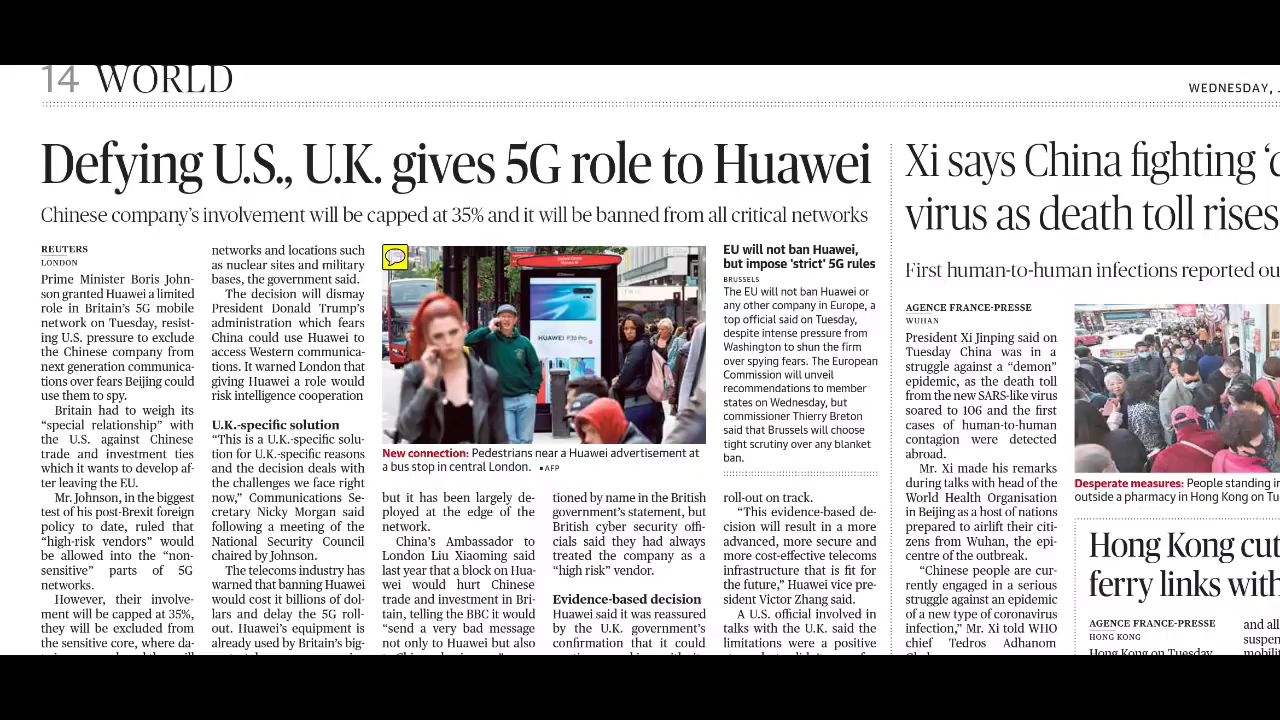 14 WORLD
WEDNESDAY,
Defying U.S., U.K. gives 5G role to Huawei
Chinese company's involvement will be capped at 35% and it will be banned from all critical networks
REUTERS
LONDON
Prime Minister Boris John-
son granted Huawei a limited
role in Britain's 5G mobile
network on Tuesday, resist-
ing U.S. pressure to exclude
the Chinese company from
next generation communica-
tions over fears Beijing could
use them to spy.
Britain had to weigh its
"special relationship" with
the U.S. against Chinese
trade and investment ties
which it wants to develop af-
ter leaving the EU.
Mr. Johnson, in the biggest
test of his post-Brexit foreign
policy to date, ruled that
"high-risk vendors" would
be allowed into the "non-
sensitive" parts of 5G
networks.
However, their involve-
ment will be capped at 35%,
they will be excluded from
the sensitive core, where da-
networks and locations such
as nuclear sites and military
bases, the government said.
The decision will dismay
President Donald Trump's
administration which fears
China could use Huawei to
access Western communica-
tions. It warned London that
giving Huawei a role would
risk intelligence cooperation
U.K.-specific solution
"This is a U.K.-specific solu-
tion for U.K.-specific reasons
and the decision deals with
the challenges we face right
now," Communications Se-
cretary Nicky Morgan said
following a meeting of the
National Security Council
chaired by Johnson.
The telecoms industry has
warned that banning Huawei
would cost it billions of dol-
lars and delay the 5G roll-
out. Huawei's equipment is
already used by Britain's big-
HUAWEI P30 Pro
New connection: Pedestrians near a Huawei advertisement at
a bus stop in central London. ▪AFP
but it has been largely de-
ployed at the edge of the
network.
China's Ambassador to
London Liu Xiaoming said
last year that a block on Hua-
wei would hurt Chinese
trade and investment in Bri-
tain, telling the BBC it would
"send a very bad message
not only to Huawei but also
tioned by name in the British
government's statement, but
British cyber security offi-
cials said they had always
treated the company as a
"high risk" vendor.
Evidence-based decision
Huawei said it was reassured
by the U.K. government's
confirmation that it could
EU will not ban Huawei,
but impose 'strict' 5G rules
BRUSSELS
The EU will not ban Huawei or
any other company in Europe, a
top official said on Tuesday,
despite intense pressure from
Washington to shun the firm
over spying fears. The European
Commission will unveil
recommendations to member
states on Wednesday, but
commissioner Thierry Breton
said that Brussels will choose
tight scrutiny over any blanket
ban.
roll-out on track.
"This evidence-based de-
cision will result in a more
advanced, more secure and
more cost-effective telecoms
infrastructure that is fit for
the future," Huawei vice pre-
sident Victor Zhang said.
A U.S. official involved in
talks with the U.K. said the
limitations were a positive
Xi says China fighting
virus as death toll rises
First human-to-human infections reported
AGENCE FRANCE-PRESSE
WUHAN
President Xi Jinping said on
Tuesday China was in a
struggle against a "demon"
epidemic, as the death toll
from the new SARS-like virus
soared to 106 and the first
cases of human-to-human
contagion were detected
abroad.
Mr. Xi made his remarks
during talks with head of the
World Health Organisation
in Beijing as a host of nations
prepared to airlift their citi-
zens from Wuhan, the epi-
centre of the outbreak.
"Chinese people are cur-
rently engaged in a serious
struggle against an epidemic
of a new type of coronavirus
infection," Mr. Xi told WHO
chief Tedros Adhanom
Desperate measures: People standing
outside a pharmacy in Hong Kong on
Hong Kong cut
ferry links with
AGENCE FRANCE-PRESSE
HONG KONG
Hong Kong on Tuesday
and all